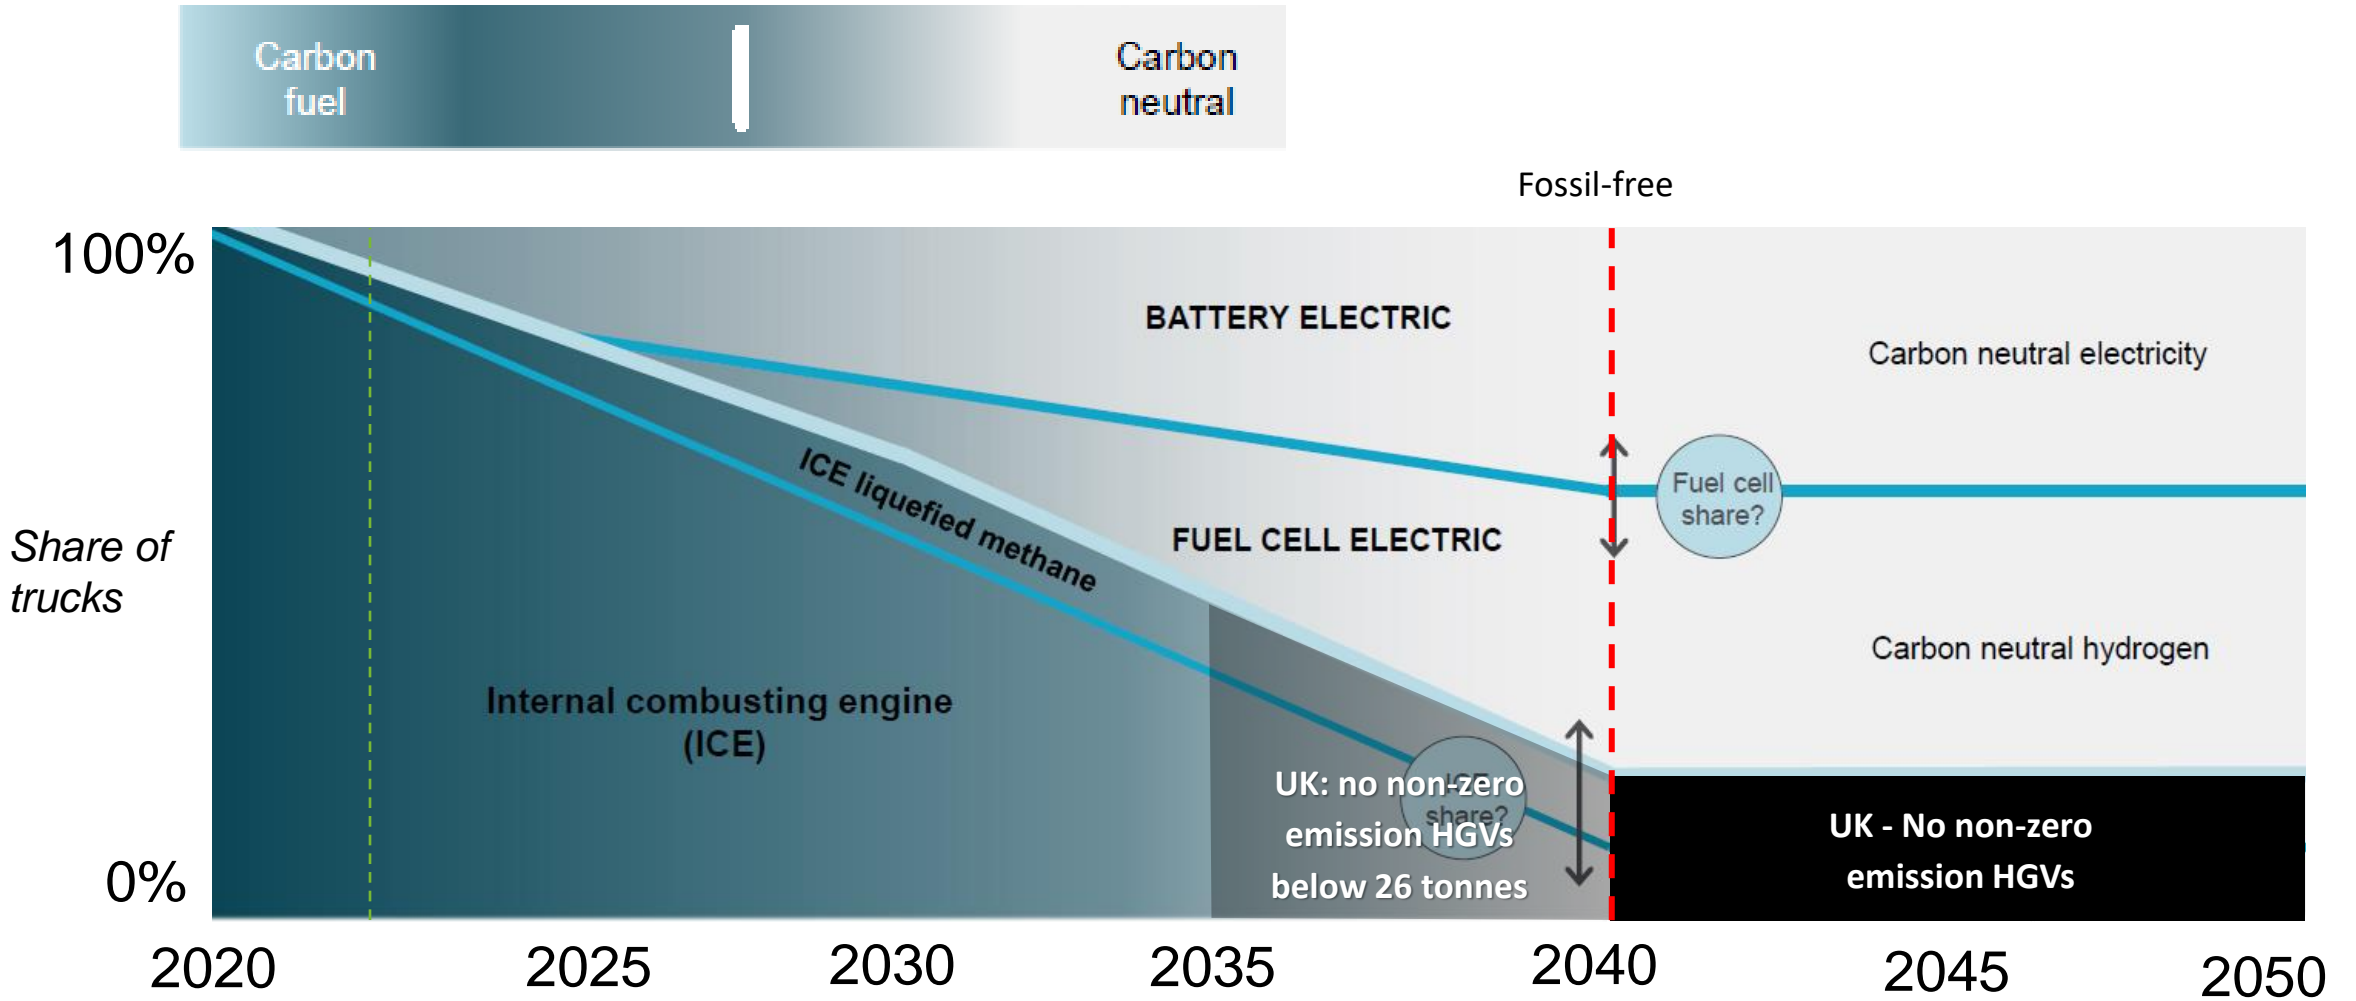 Carbon
fuel
Carbon
neutral
Fossil-free
100%
BATTERY ELECTRIC
Carbon neutral electricity
ICE liquefied methane
Fuel cell
share?
Share of
trucks
FUEL CELL ELECTRIC
Carbon neutral hydrogen
Internal combusting engine
(ICE)
ICE
share?
UK: no non-zero
emission HGVs
below 26 tonnes
UK - No non-zero
emission HGVs
0%
2020
2025
2030
2035
2040
2045
2050